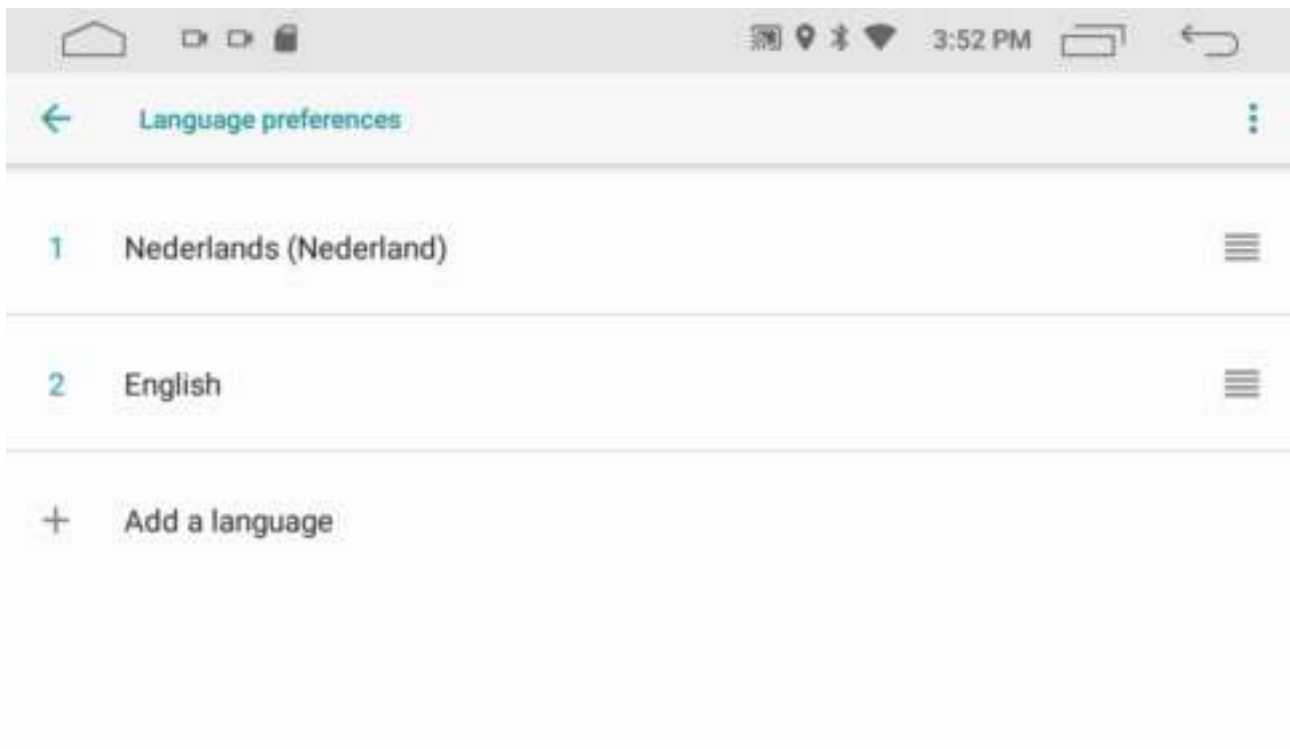 3:52 PM
Language preferences
1 Nederlands (Nederland)
2 English
+ Add a language